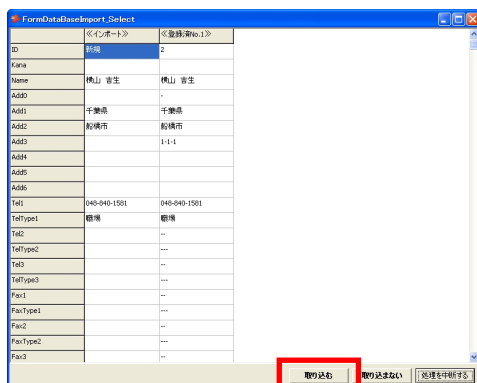 FormDataBaseImport_Select
≪インポート≫ ≪登録済No.1≫
ID 新規 2
Kana
Name 横山 吉生 横山 吉生
Add0 -
Add1 千葉県 千葉県
Add2 船橋市 船橋市
Add3 1-1-1
Add4
Add5
Add6
Tel1 048-840-1581 048-840-1581
TelType1 職場 職場
Tel2 --
TelType2 ---
Tel3 --
TelType3 ---
Fax1 --
FaxType1 ---
Fax2 --
FaxType2 ---
Fax3 --
取り込む 取り込まない 処理を中断する